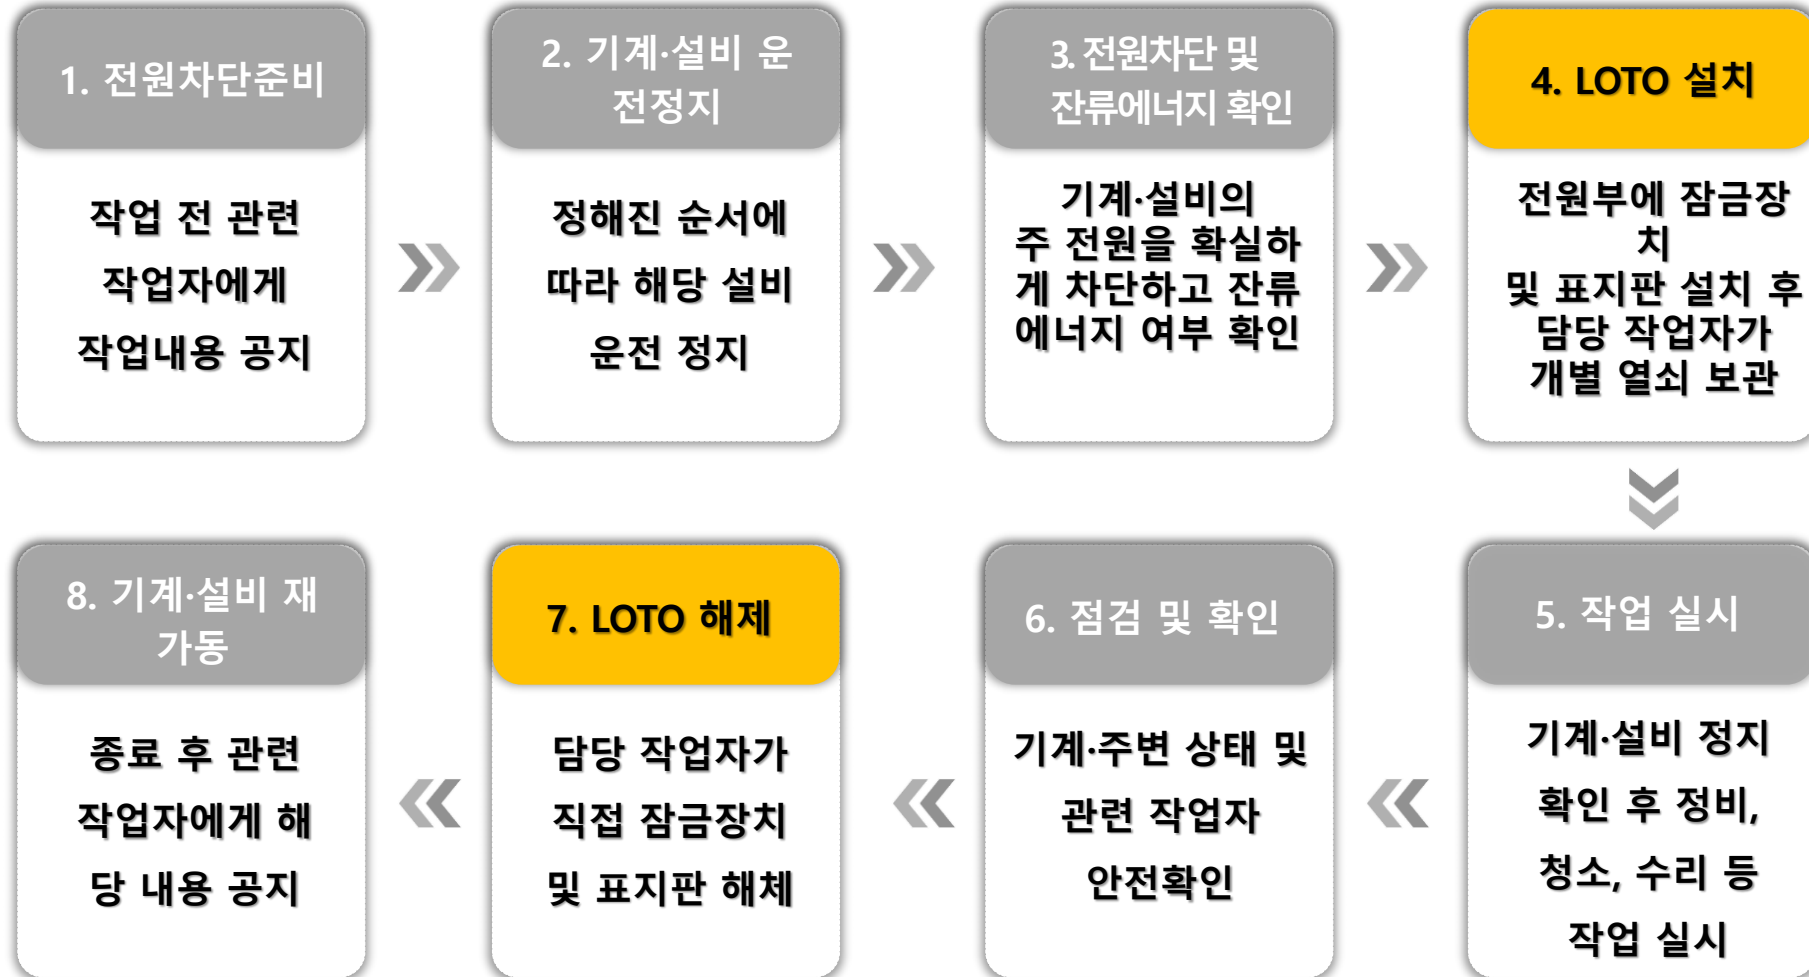 1. 전원차단준비
작업 전 관련
작업자에게
작업내용 공지
2. 기계·설비 운
전정지
정해진 순서에
따라 해당 설비
운전 정지
3. 전원차단 및
잔류에너지 확인
기계·설비의
주 전원을 확실하
게 차단하고 잔류
에너지 여부 확인
4. LOTO 설치
전원부에 잠금장
치
및 표지판 설치 후
담당 작업자가
개별 열쇠 보관
5. 작업 실시
기계·설비 정지
확인 후 정비,
청소, 수리 등
작업 실시
6. 점검 및 확인
기계·주변 상태 및
관련 작업자
안전확인
7. LOTO 해제
담당 작업자가
직접 잠금장치
및 표지판 해체
8. 기계·설비 재
가동
종료 후 관련
작업자에게 해
당 내용 공지